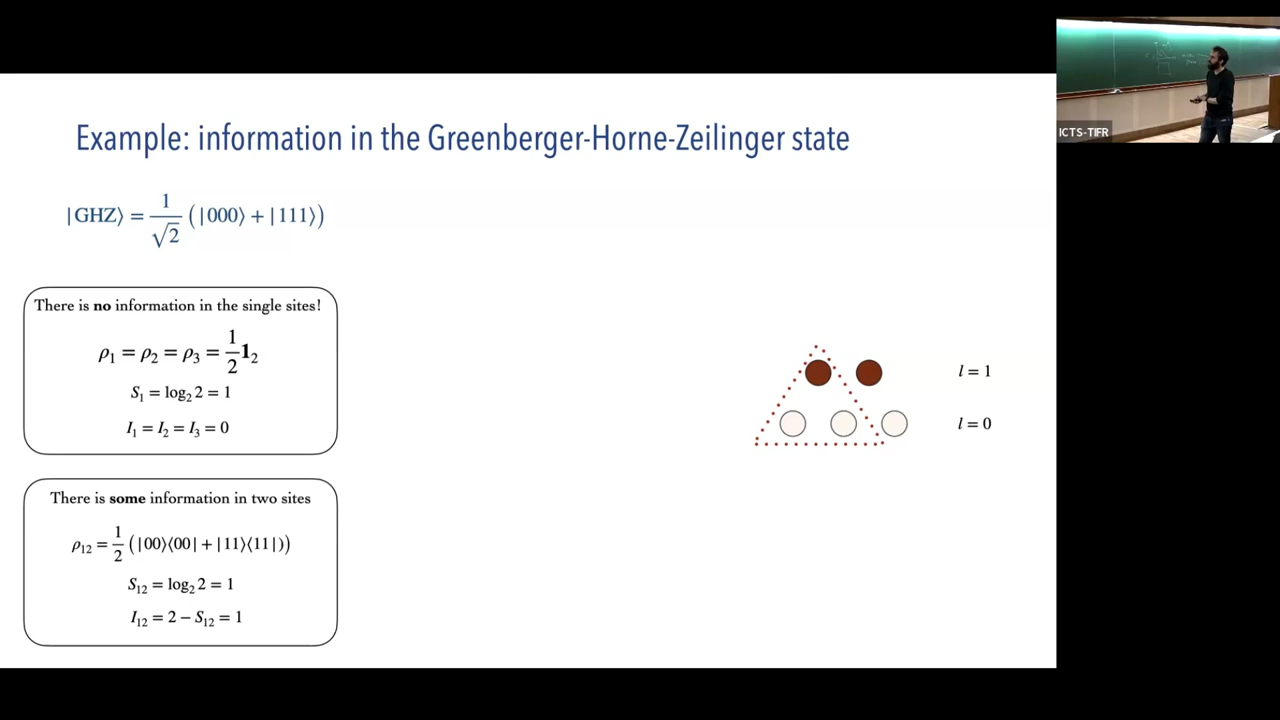 Example: information in the Greenberger-Horne-Zeilinger state
|GHZ⟩ = 1/√2 (|000⟩ + |111⟩)
There is no information in the single sites!
ρ₁ = ρ₂ = ρ₃ = 1/2 𝟏₂
S₁ = log₂ 2 = 1
I₁ = I₂ = I₃ = 0
There is some information in two sites
ρ₁₂ = 1/2 (|00⟩⟨00| + |11⟩⟨11|))
S₁₂ = log₂ 2 = 1
I₁₂ = 2 − S₁₂ = 1
l = 1
l = 0
ICTS-TIFR